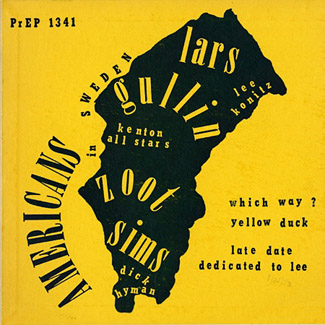 PrEP 1341
AMERICANS
in
SWEDEN
lars
gullin
lee
konitz
kenton
all stars
zoot
sims
dick
hyman
which way ?
yellow duck
late date
dedicated to lee